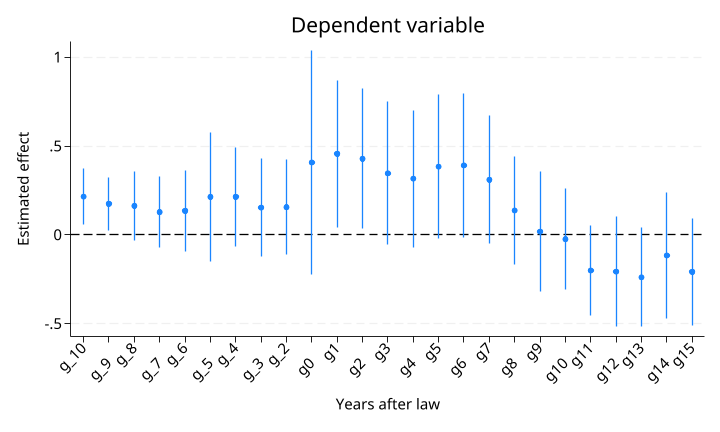 Dependent variable
Estimated effect
1
.5
0
-.5
g_10 g_9 g_8 g_7 g_6 g_5 g_4 g_3 g_2 g0 g1 g2 g3 g4 g5 g6 g7 g8 g9 g10 g11 g12 g13 g14 g15
Years after law